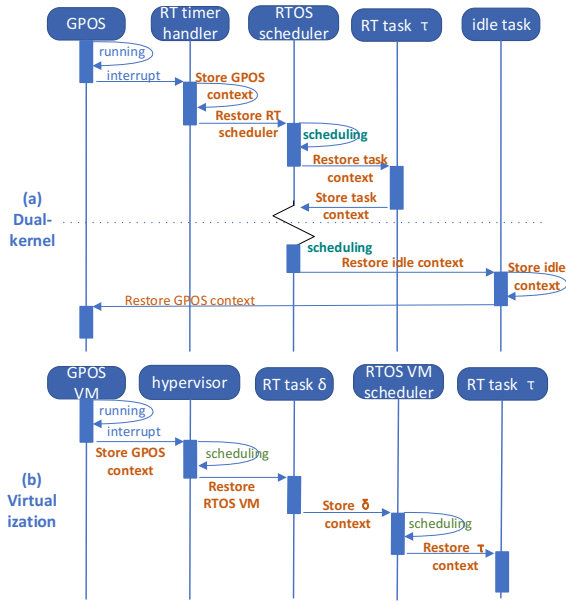 GPOS
RT timer
handler
RTOS
scheduler
RT task τ
idle task
running
interrupt
Store GPOS
context
Restore RT
scheduler
scheduling
Restore task
context
Store task
context
(a)
Dual-
kernel
scheduling
Restore idle context
Store idle
context
Restore GPOS context
GPOS
VM
hypervisor
RT task δ
RTOS VM
scheduler
RT task τ
running
interrupt
Store GPOS
context
scheduling
Restore
RTOS VM
(b)
Virtual
ization
Store δ
context
scheduling
Restore τ
context